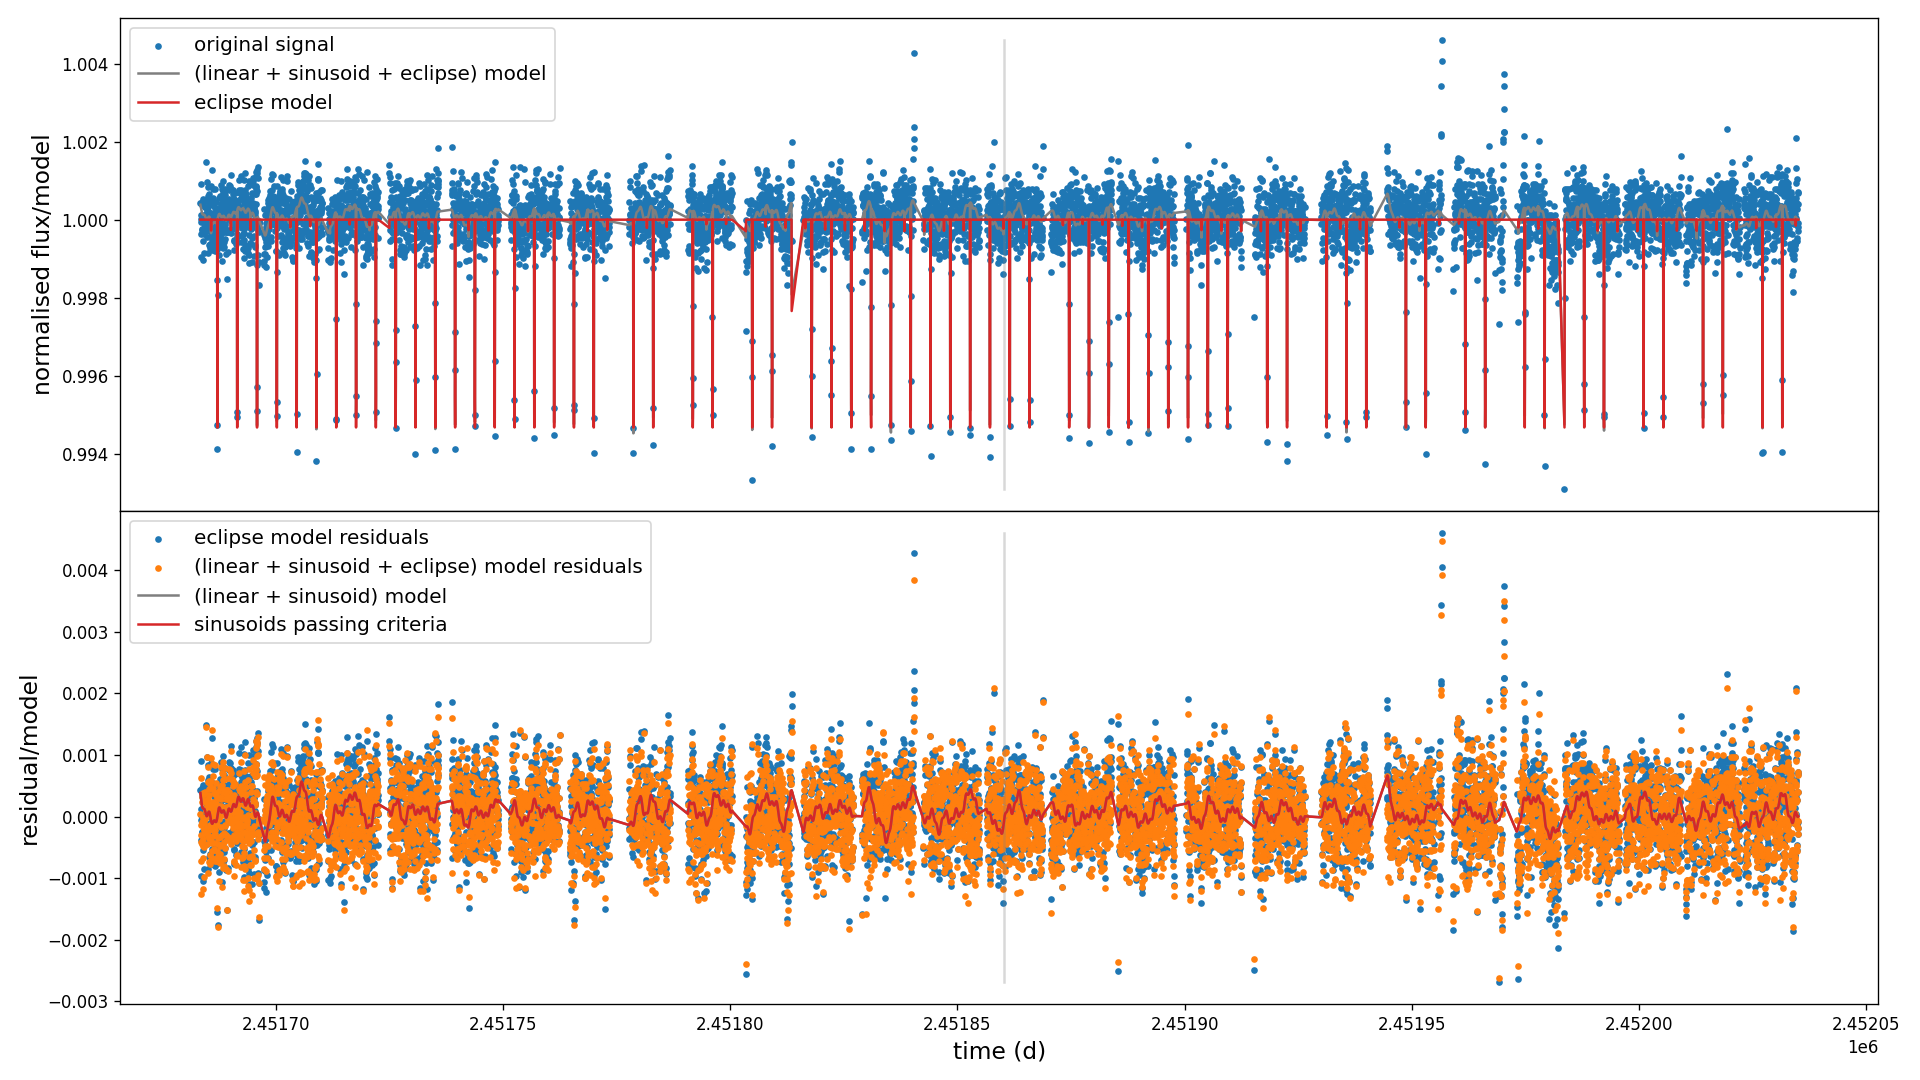 original signal
(linear + sinusoid + eclipse) model
eclipse model
normalised flux/model
1.004
1.002
1.000
0.998
0.996
0.994
eclipse model residuals
(linear + sinusoid + eclipse) model residuals
(linear + sinusoid) model
sinusoids passing criteria
residual/model
0.004
0.003
0.002
0.001
0.000
−0.001
−0.002
−0.003
2.45170
2.45175
2.45180
2.45185
2.45190
2.45195
2.45200
2.45205
time (d)
1e6